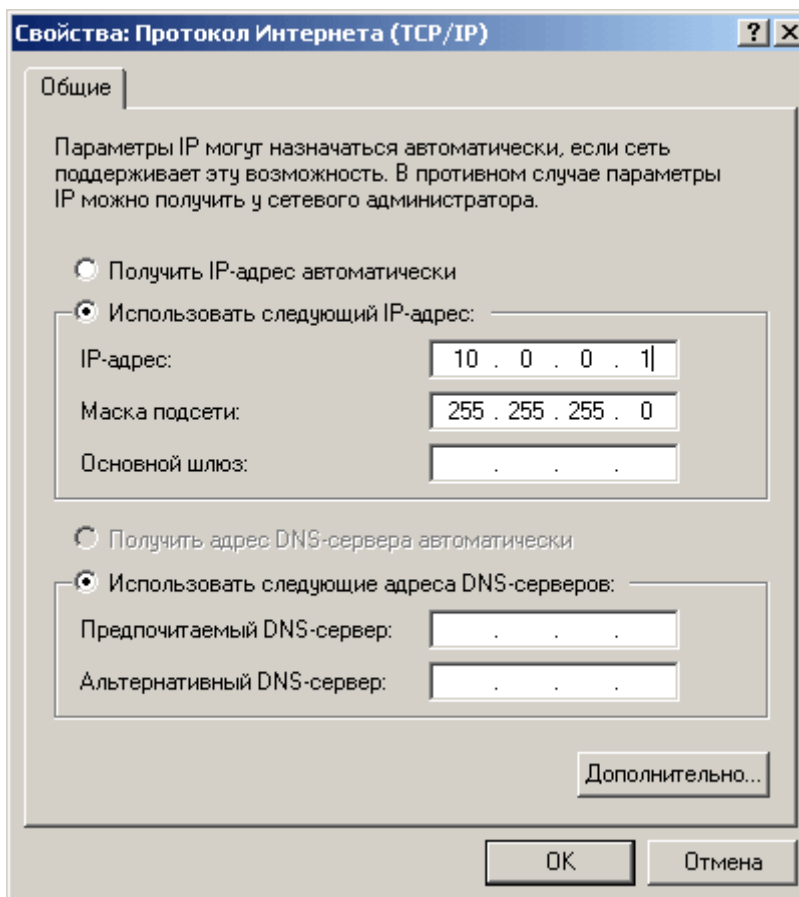 Свойства: Протокол Интернета (TCP/IP)
Общие
Параметры IP могут назначаться автоматически, если сеть
поддерживает эту возможность. В противном случае параметры
IP можно получить у сетевого администратора.
Получить IP-адрес автоматически
Использовать следующий IP-адрес:
IP-адрес: 10 . 0 . 0 . 1
Маска подсети: 255 . 255 . 255 . 0
Основной шлюз: . . .
Получить адрес DNS-сервера автоматически
Использовать следующие адреса DNS-серверов:
Предпочитаемый DNS-сервер: . . .
Альтернативный DNS-сервер: . . .
Дополнительно...
OK Отмена